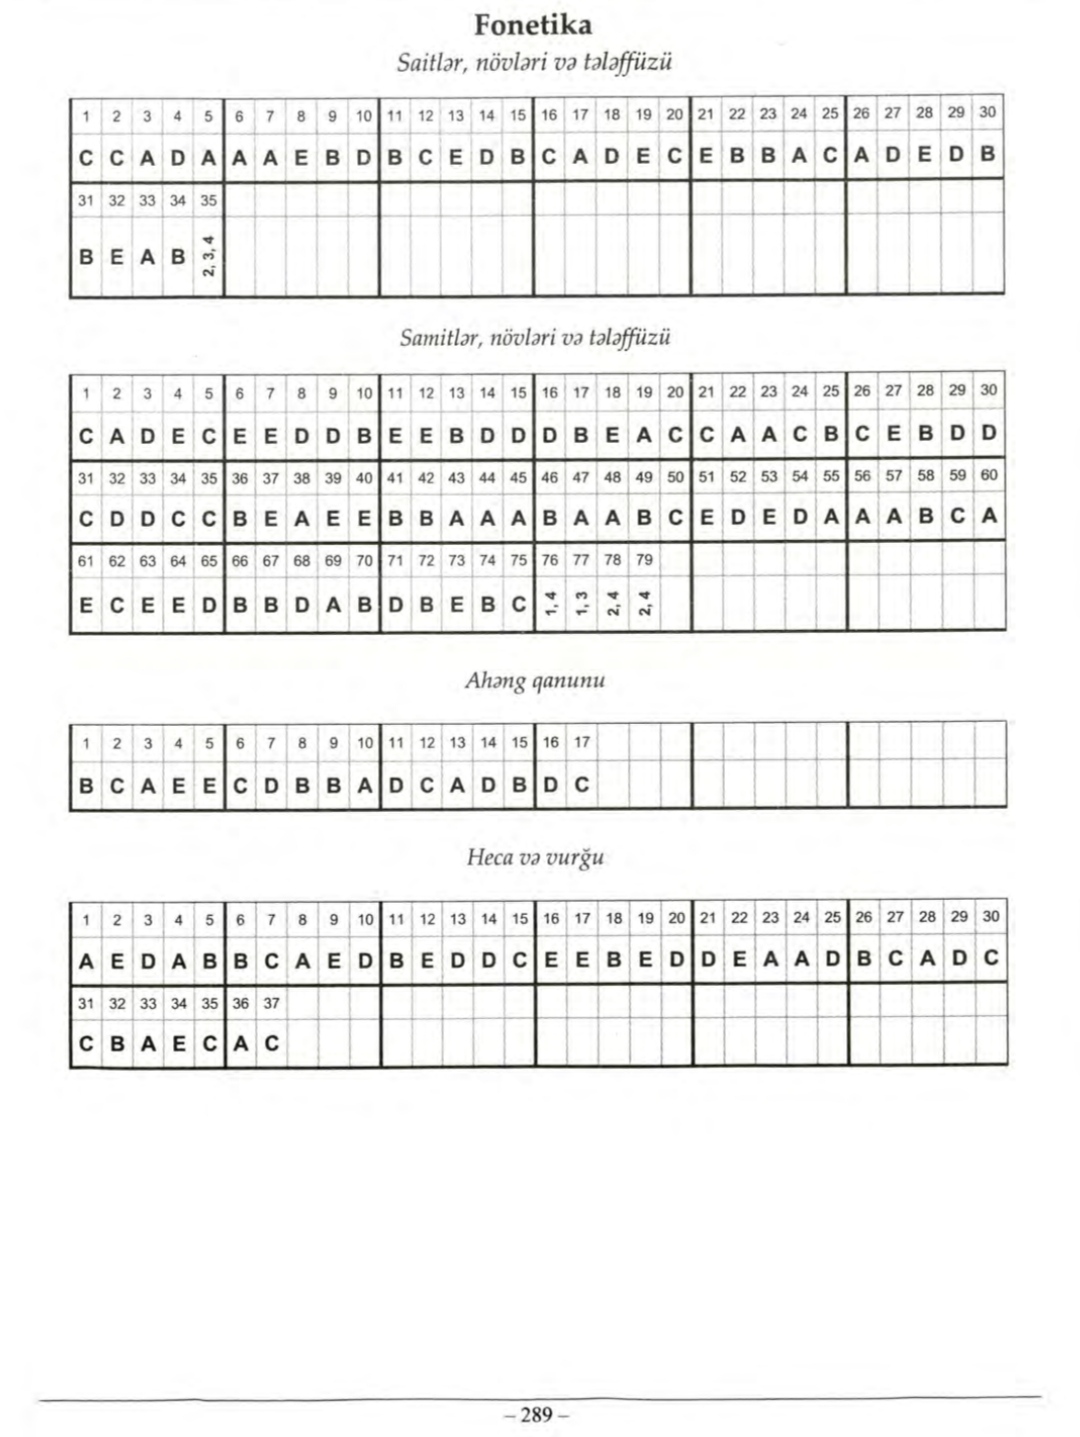 Fonetika
Saitlər, növləri və tələffüzü
1 2 3 4 5 6 7 8 9 10 11 12 13 14 15 16 17 18 19 20 21 22 23 24 25 26 27 28 29 30
C C A D A A A E B D B C E D B C A D E C E B B A C A D E D B
31 32 33 34 35
B E A B 2, 3, 4
Samitlər, növləri və tələffüzü
1 2 3 4 5 6 7 8 9 10 11 12 13 14 15 16 17 18 19 20 21 22 23 24 25 26 27 28 29 30
C A D E C E E D D B E E B D D D B E A C C A A C B C E B D D
31 32 33 34 35 36 37 38 39 40 41 42 43 44 45 46 47 48 49 50 51 52 53 54 55 56 57 58 59 60
C D D C C B E A E E B B A A A B A A B C E D E D A A A B C A
61 62 63 64 65 66 67 68 69 70 71 72 73 74 75 76 77 78 79
E C E E D B B D A B D B E B C 1, 4 1, 3 2, 4 2, 4
Ahəng qanunu
1 2 3 4 5 6 7 8 9 10 11 12 13 14 15 16 17
B C A E E C D B B A D C A D B D C
Heca və vurğu
1 2 3 4 5 6 7 8 9 10 11 12 13 14 15 16 17 18 19 20 21 22 23 24 25 26 27 28 29 30
A E D A B B C A E D B E D D C E E B E D D E A A D B C A D C
31 32 33 34 35 36 37
C B A E C A C
– 289 –